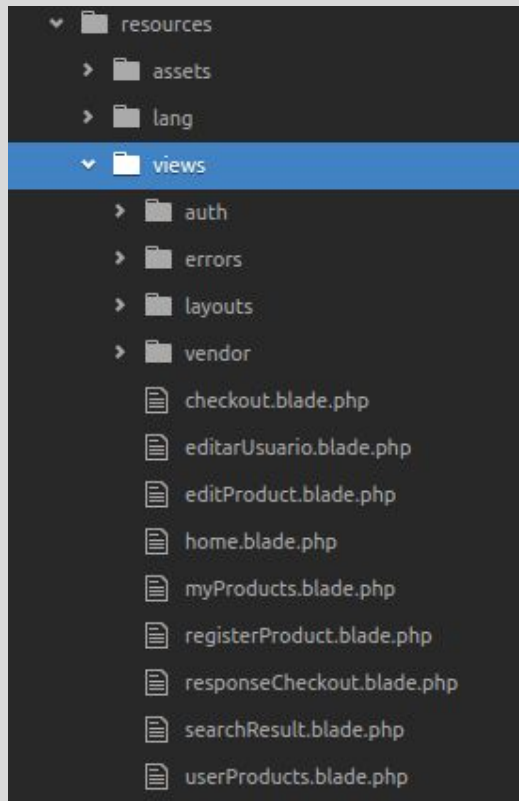 resources
assets
lang
views
auth
errors
layouts
vendor
checkout.blade.php
editarUsuario.blade.php
editProduct.blade.php
home.blade.php
myProducts.blade.php
registerProduct.blade.php
responseCheckout.blade.php
searchResult.blade.php
userProducts.blade.php